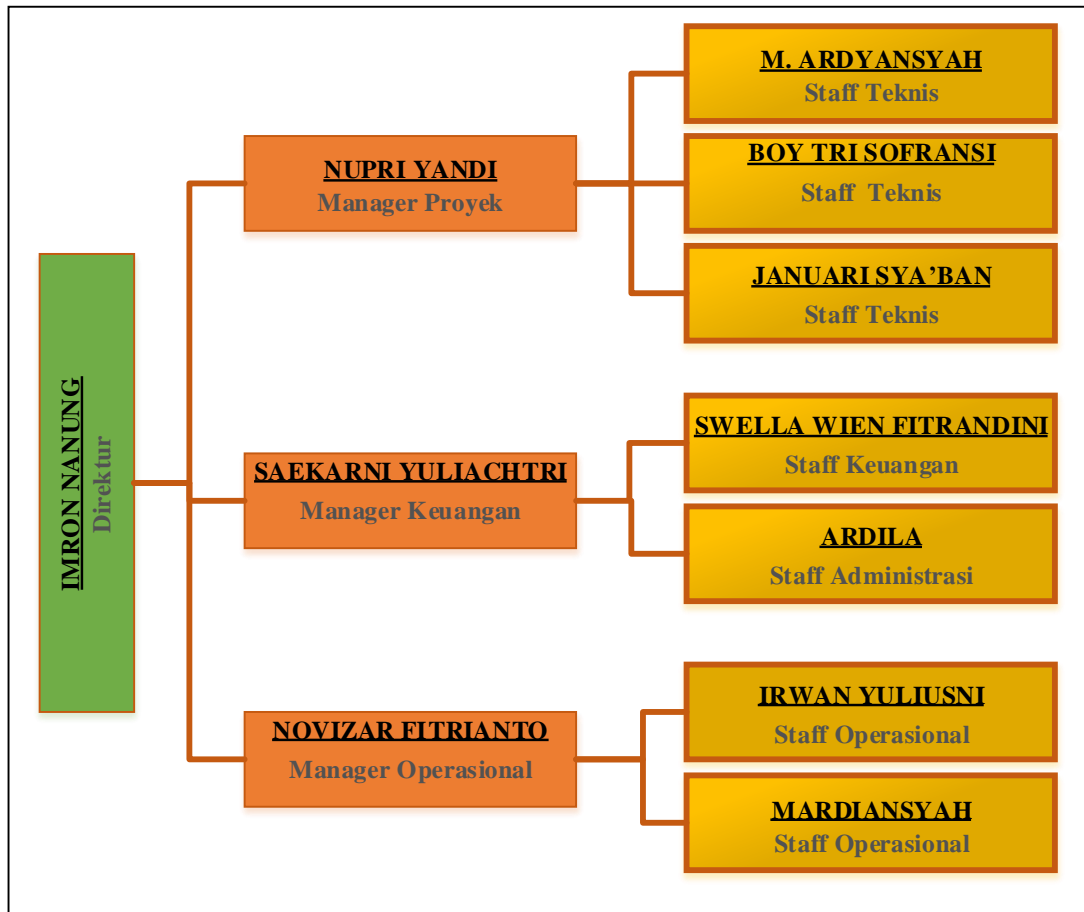 IMRON NANUNG
Direktur
NUPRI YANDI
Manager Proyek
M. ARDYANSYAH
Staff Teknis
BOY TRI SOFRANSI
Staff Teknis
JANUARI SYA’BAN
Staff Teknis
SAEKARNI YULIACHTRI
Manager Keuangan
SWELLA WIEN FITRANDINI
Staff Keuangan
ARDILA
Staff Administrasi
NOVIZAR FITRIANTO
Manager Operasional
IRWAN YULIUSNI
Staff Operasional
MARDIANSYAH
Staff Operasional